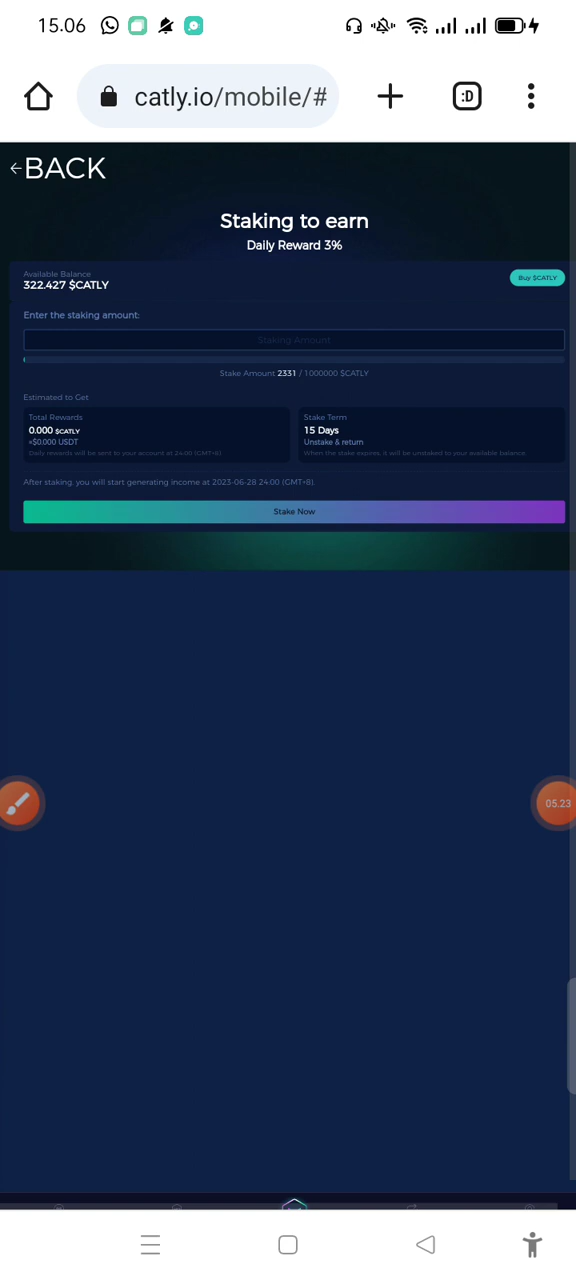 15.06
catly.io/mobile/#
:D
←BACK
Staking to earn
Daily Reward 3%
Available Balance
322.427 $CATLY
Buy $CATLY
Enter the staking amount:
Staking Amount
Stake Amount 2331 / 1000000 $CATLY
Estimated to Get
Total Rewards
0.000 $CATLY
≈$0.000 USDT
Daily rewards will be sent to your account at 24:00 (GMT+8)
Stake Term
15 Days
Unstake & return
When the stake expires, it will be unstaked to your available balance
After staking, you will start generating income at 2023-06-28 24:00 (GMT+8).
Stake Now
05.23